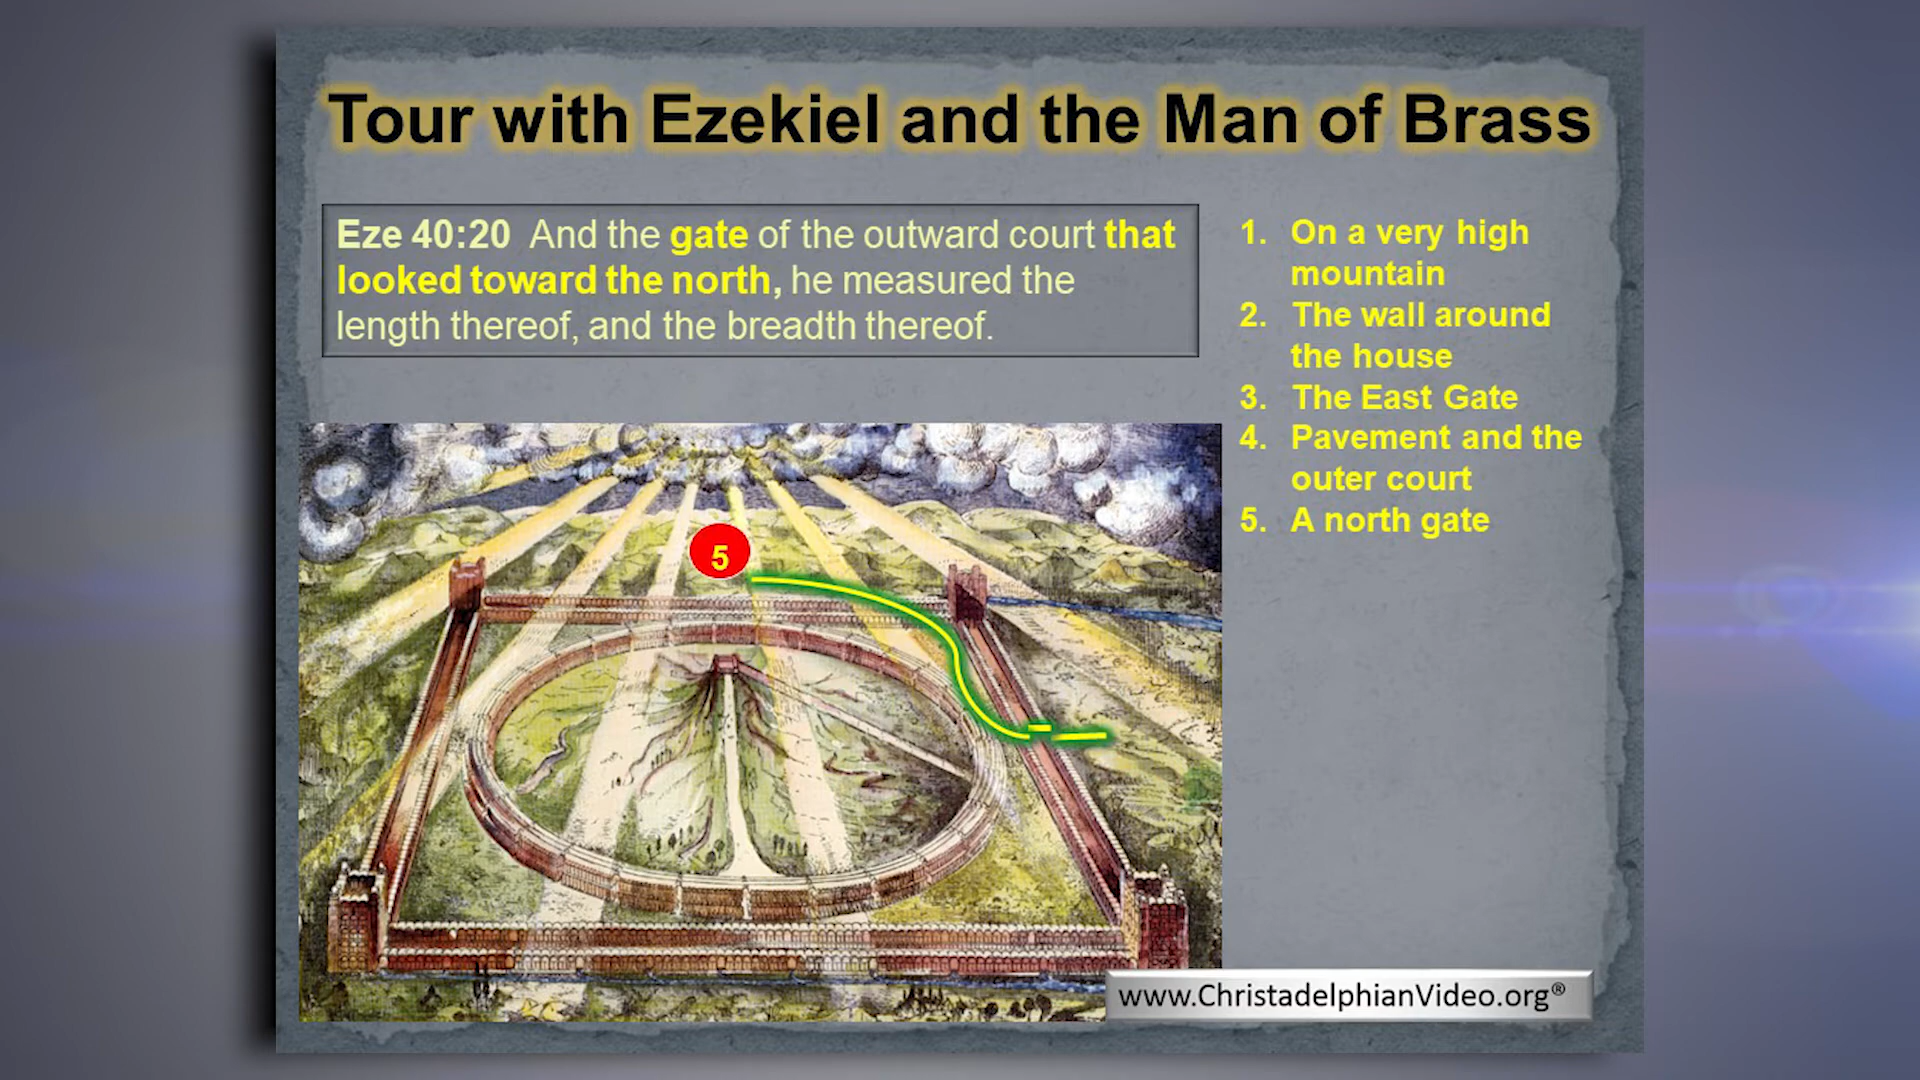 Tour with Ezekiel and the Man of Brass
Eze 40:20 And the gate of the outward court that
looked toward the north, he measured the
length thereof, and the breadth thereof.
1. On a very high
mountain
2. The wall around
the house
3. The East Gate
4. Pavement and the
outer court
5. A north gate
5
www.ChristadelphianVideo.org®